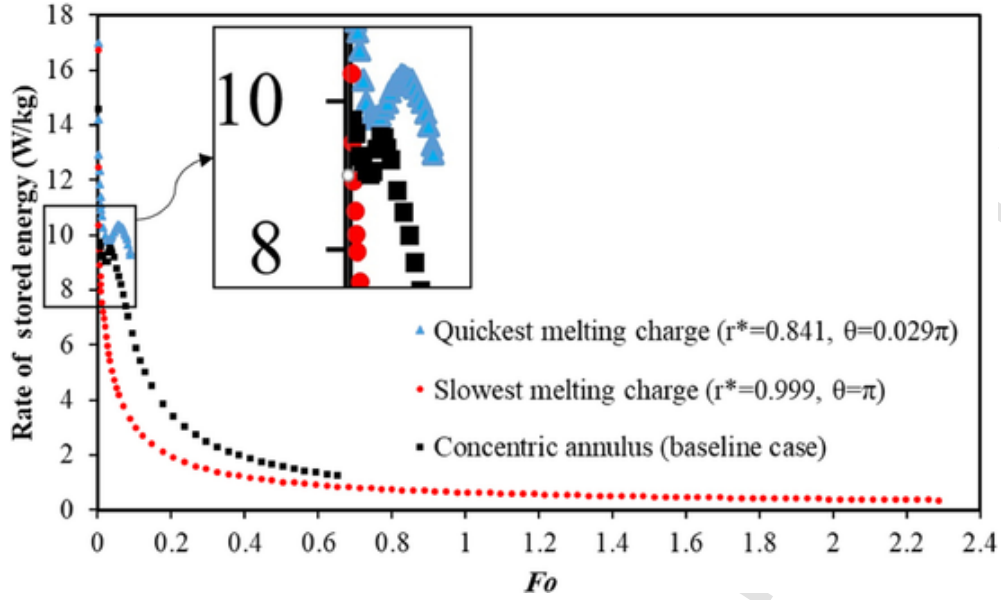 18
16
14
12
10
8
6
4
2
0
Rate of stored energy (W/kg)
10
8
Quickest melting charge (r*=0.841, θ=0.029π)
Slowest melting charge (r*=0.999, θ=π)
Concentric annulus (baseline case)
0 0.2 0.4 0.6 0.8 1 1.2 1.4 1.6 1.8 2 2.2 2.4
Fo